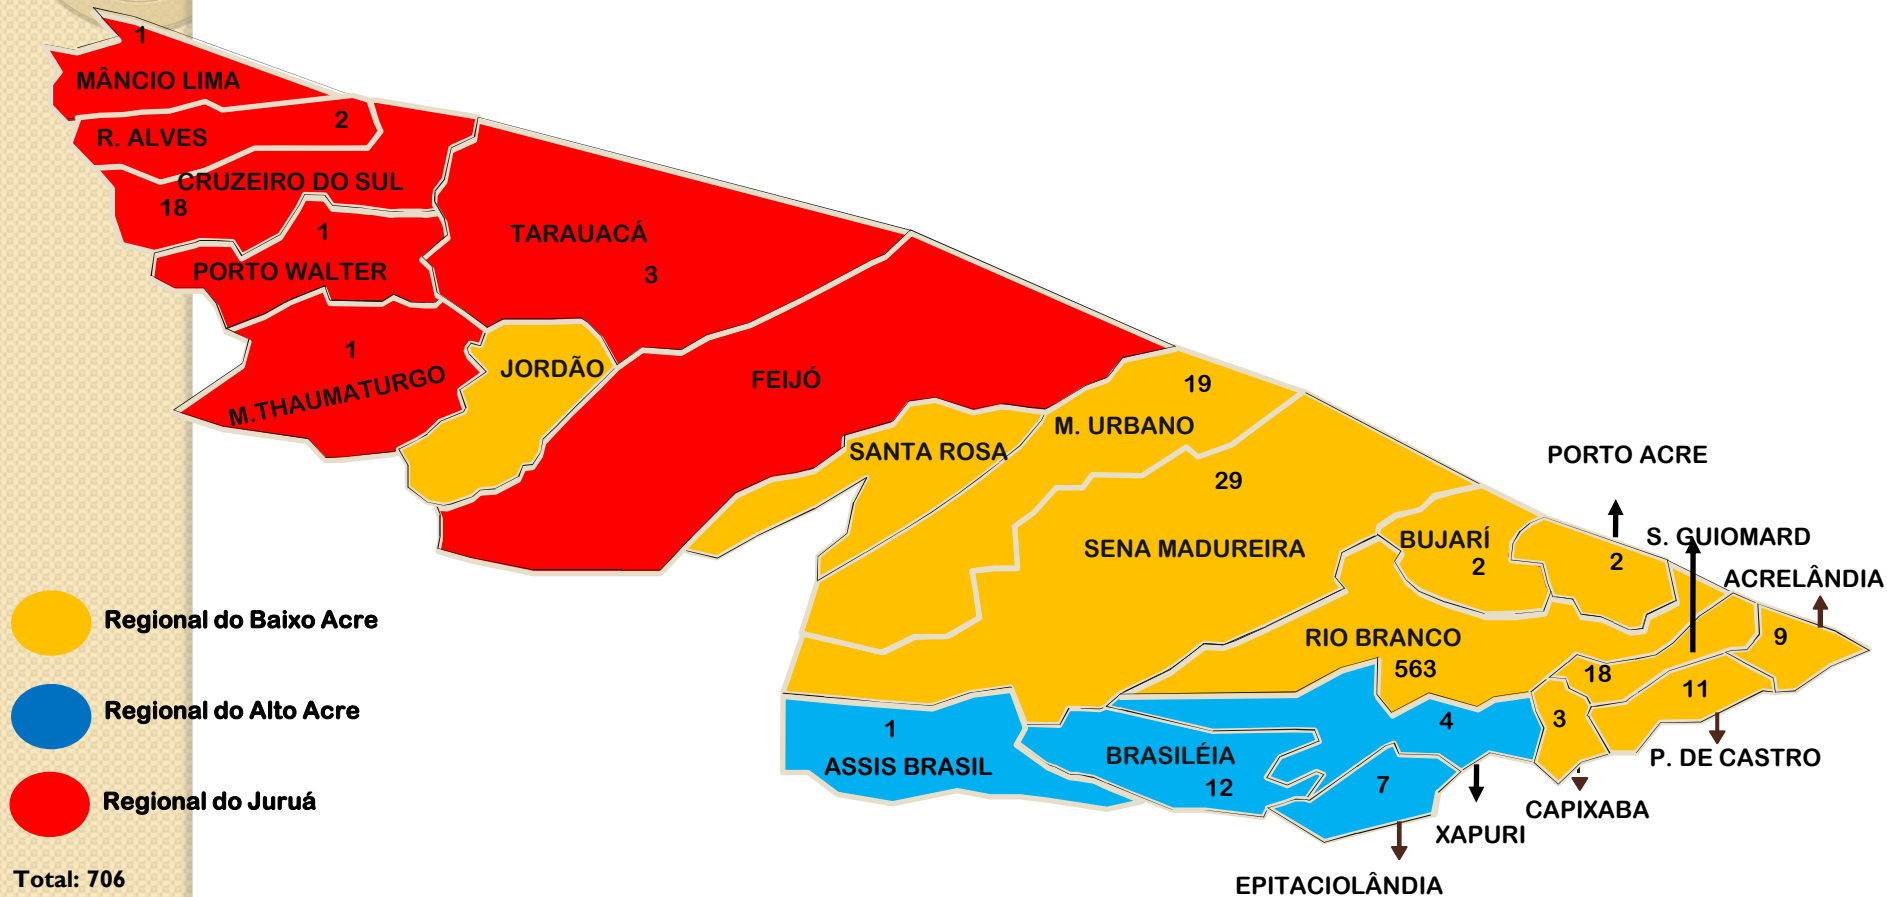 1
MÂNCIO LIMA
2
R. ALVES
CRUZEIRO DO SUL
18
1
PORTO WALTER
1
M.THAUMATURGO
TARAUACÁ
3
JORDÃO
FEIJÓ
19
M. URBANO
SANTA ROSA
29
SENA MADUREIRA
PORTO ACRE
S. GUIOMARD
BUJARÍ
2
2
ACRELÂNDIA
9
RIO BRANCO
563
18
11
3
4
1
ASSIS BRASIL
BRASILÉIA
12
7
P. DE CASTRO
CAPIXABA
XAPURI
EPITACIOLÂNDIA
Regional do Baixo Acre
Regional do Alto Acre
Regional do Juruá
Total: 706